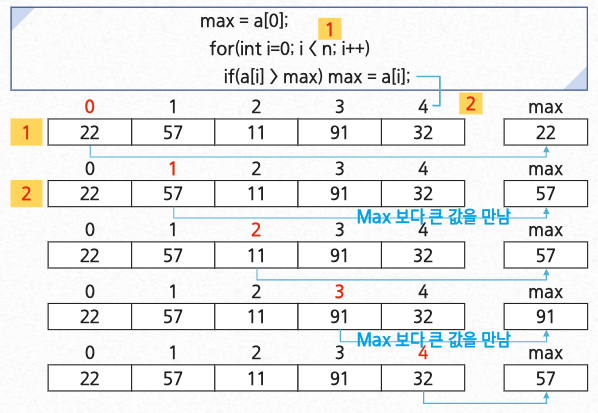 max = a[0];
1
for(int i=0; i < n; i++)
if(a[i] > max) max = a[i];
0 1 2 3 4 2 max
1 22 57 11 91 32 22
0 1 2 3 4 max
2 22 57 11 91 32 57
Max 보다 큰 값을 만남
0 1 2 3 4 max
22 57 11 91 32 57
0 1 2 3 4 max
22 57 11 91 32 91
Max 보다 큰 값을 만남
0 1 2 3 4 max
22 57 11 91 32 57